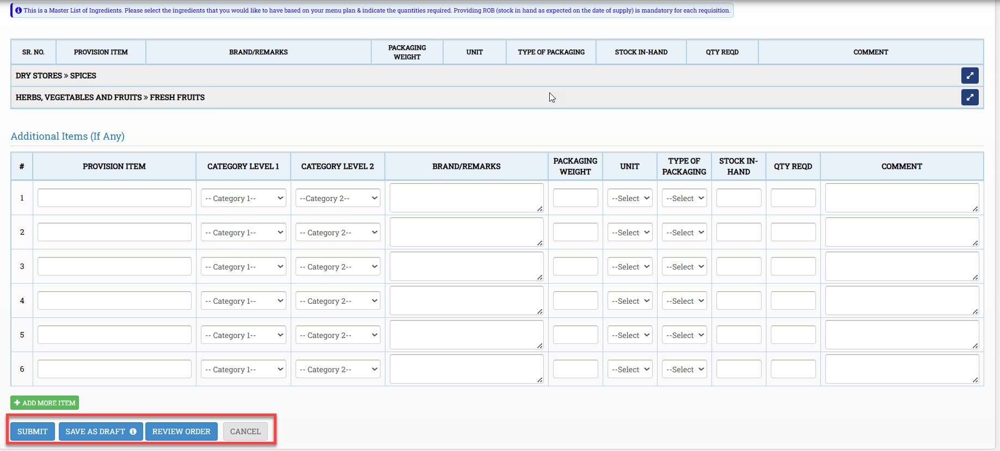 This is a Master List of Ingredients. Please select the ingredients that you would like to have based on your menu plan & indicate the quantities required. Providing ROB (stock in hand as expected on the date of supply) is mandatory for each requisition.
SR. NO. PROVISION ITEM BRAND/REMARKS PACKAGING WEIGHT UNIT TYPE OF PACKAGING STOCK IN-HAND QTY REQD COMMENT
DRY STORES » SPICES
HERBS, VEGETABLES AND FRUITS » FRESH FRUITS
Additional Items (If Any)
# PROVISION ITEM CATEGORY LEVEL 1 CATEGORY LEVEL 2 BRAND/REMARKS PACKAGING WEIGHT UNIT TYPE OF PACKAGING STOCK IN-HAND QTY REQD COMMENT
1 -- Category 1-- --Category 2-- --Select --Select
2 -- Category 1-- -- Category 2-- --Select --Select
3 -- Category 1-- -- Category 2-- --Select --Select
4 -- Category 1-- -- Category 2-- --Select --Select
5 -- Category 1-- -- Category 2-- --Select --Select
6 -- Category 1-- -- Category 2-- --Select --Select
ADD MORE ITEM
SUBMIT SAVE AS DRAFT REVIEW ORDER CANCEL